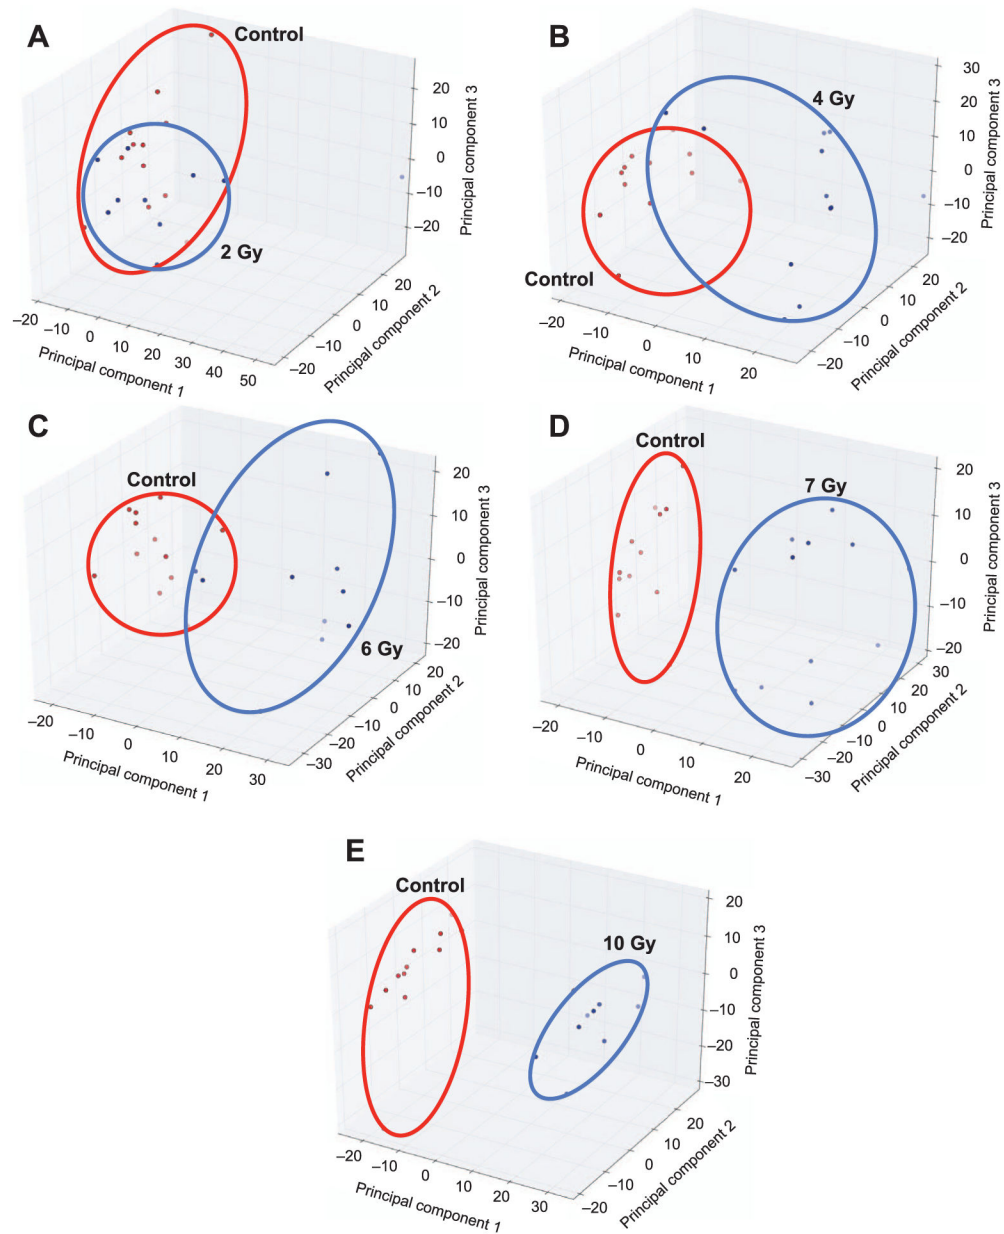 A
Control
2 Gy
20
10
0
–10
–20
Principal component 3
–20
–10
0
10
20
30
40
50
Principal component 1
–20
–10
0
10
20
Principal component 2
B
4 Gy
Control
30
20
10
0
–10
–20
Principal component 3
–20
–10
0
10
20
Principal component 1
–20
–10
0
10
20
Principal component 2
C
Control
6 Gy
20
10
0
–10
–20
Principal component 3
–20
–10
0
10
20
30
Principal component 1
–30
–20
–10
0
10
20
Principal component 2
D
Control
7 Gy
20
10
0
–10
–20
Principal component 3
–20
–10
0
10
20
Principal component 1
–30
–20
–10
0
10
20
30
Principal component 2
E
Control
10 Gy
20
10
0
–10
–20
–30
Principal component 3
–20
–10
0
10
20
30
Principal component 1
–20
–10
0
10
20
Principal component 2